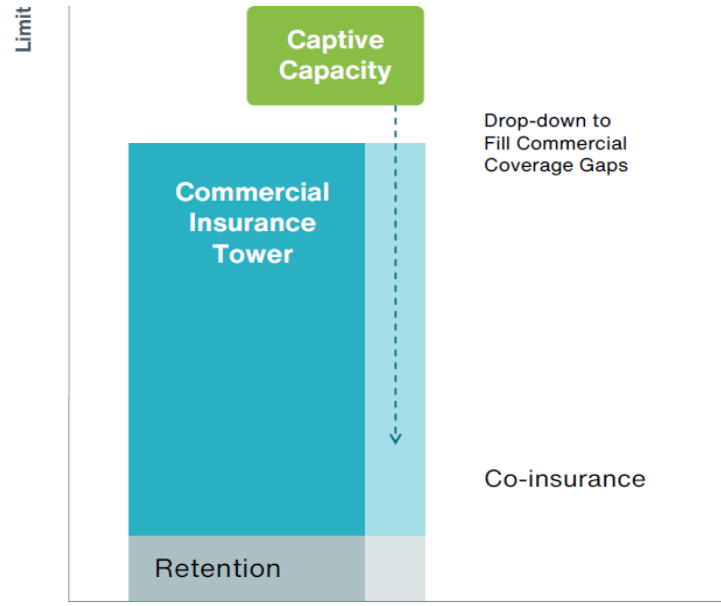 Limit
Captive
Capacity
Drop-down to
Fill Commercial
Coverage Gaps
Commercial
Insurance
Tower
Co-insurance
Retention